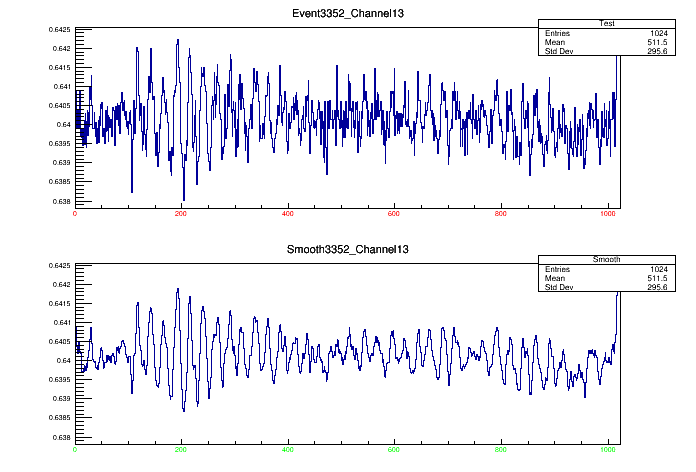 Event3352_Channel13
Test
Entries 1024
Mean 511.5
Std Dev 295.6
0.6425
0.642
0.6415
0.641
0.6405
0.64
0.6395
0.639
0.6385
0.638
0 200 400 600 800 1000
Smooth3352_Channel13
Smooth
Entries 1024
Mean 511.5
Std Dev 295.6
0.6425
0.642
0.6415
0.641
0.6405
0.64
0.6395
0.639
0.6385
0.638
0 200 400 600 800 1000